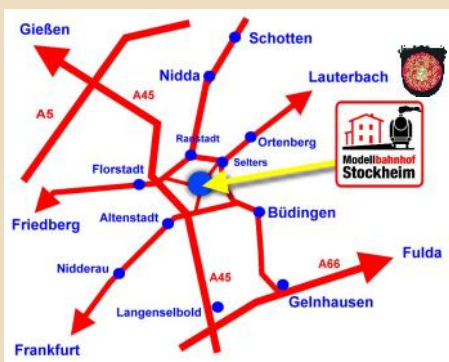 Gießen
Schotten
Nidda
Lauterbach
A5
A45
Ranstadt
Ortenberg
Selters
Modellbahnhof
Stockheim
Florstadt
Friedberg
Altenstadt
Büdingen
Nidderau
A45
A66
Fulda
Langenselbold
Gelnhausen
Frankfurt